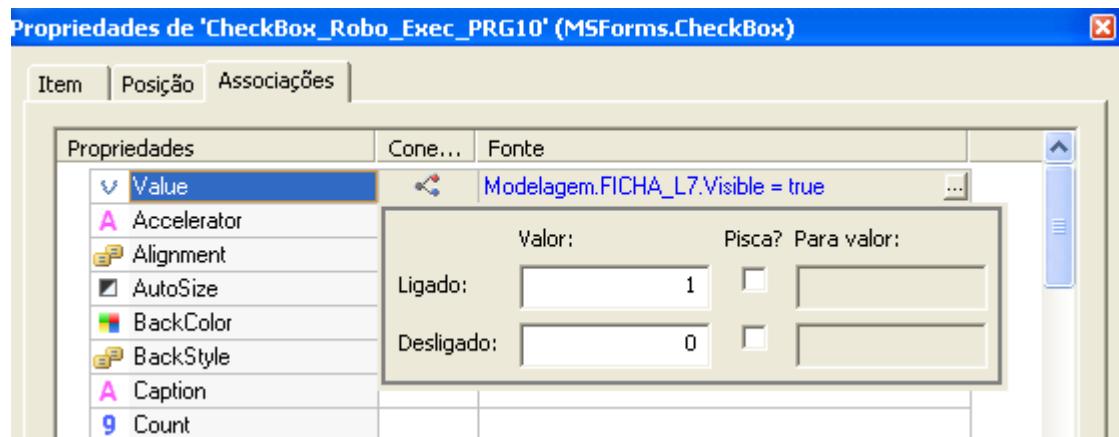 Propriedades de 'CheckBox_Robo_Exec_PRG10' (MSForms.CheckBox)
Item Posição Associações
Propriedades Cone... Fonte
Value Modelagem.FICHA_L7.Visible = true ...
A Accelerator
Alignment
AutoSize
BackColor
BackStyle
A Caption
9 Count
Valor: Pisca? Para valor:
Ligado: 1
Desligado: 0